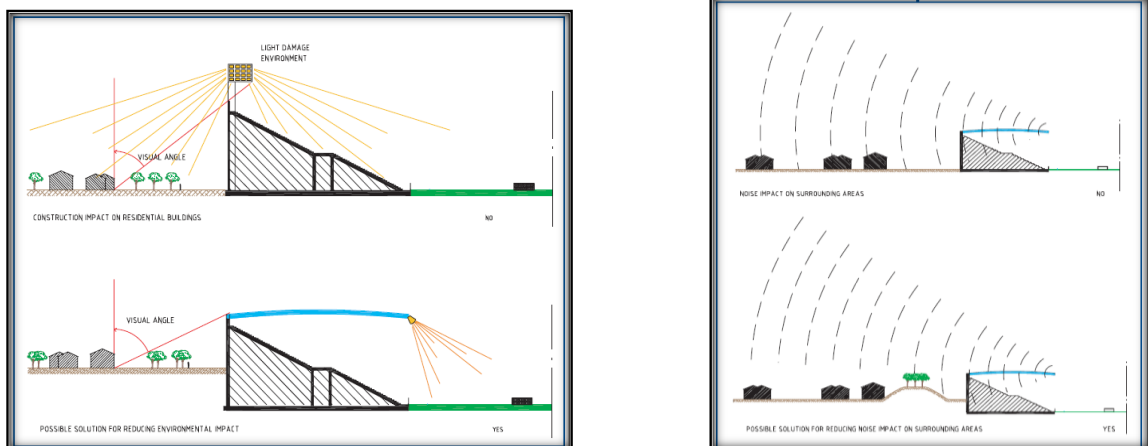 LIGHT DAMAGE
ENVIRONMENT
VISUAL ANGLE
CONSTRUCTION IMPACT ON RESIDENTIAL BUILDINGS
NO
VISUAL ANGLE
POSSIBLE SOLUTION FOR REDUCING ENVIRONMENTAL IMPACT
YES
NOISE IMPACT ON SURROUNDING AREAS
NO
POSSIBLE SOLUTION FOR REDUCING NOISE IMPACT ON SURROUNDING AREAS
YES